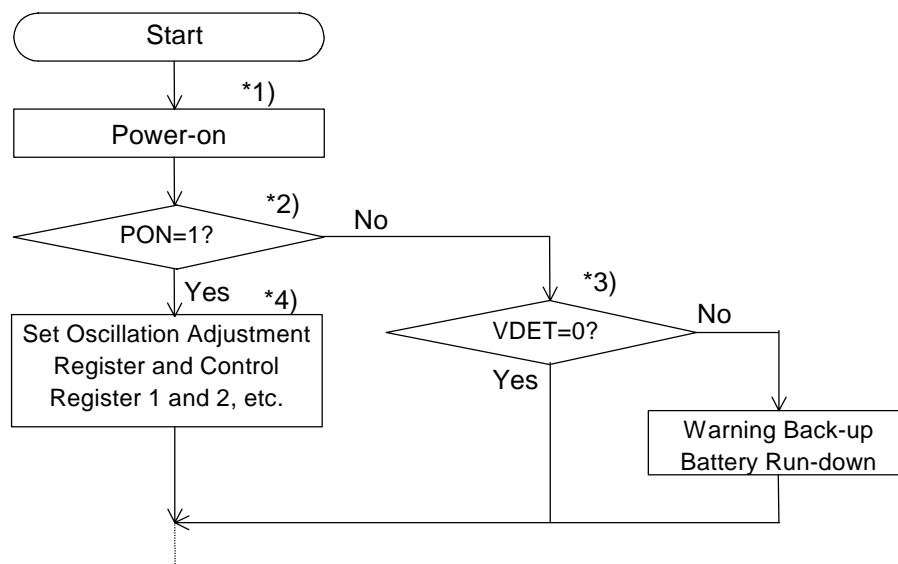 Start
*1)
Power-on
*2)
PON=1?
No
Yes
*4)
Set Oscillation Adjustment
Register and Control
Register 1 and 2, etc.
*3)
VDET=0?
No
Yes
Warning Back-up
Battery Run-down